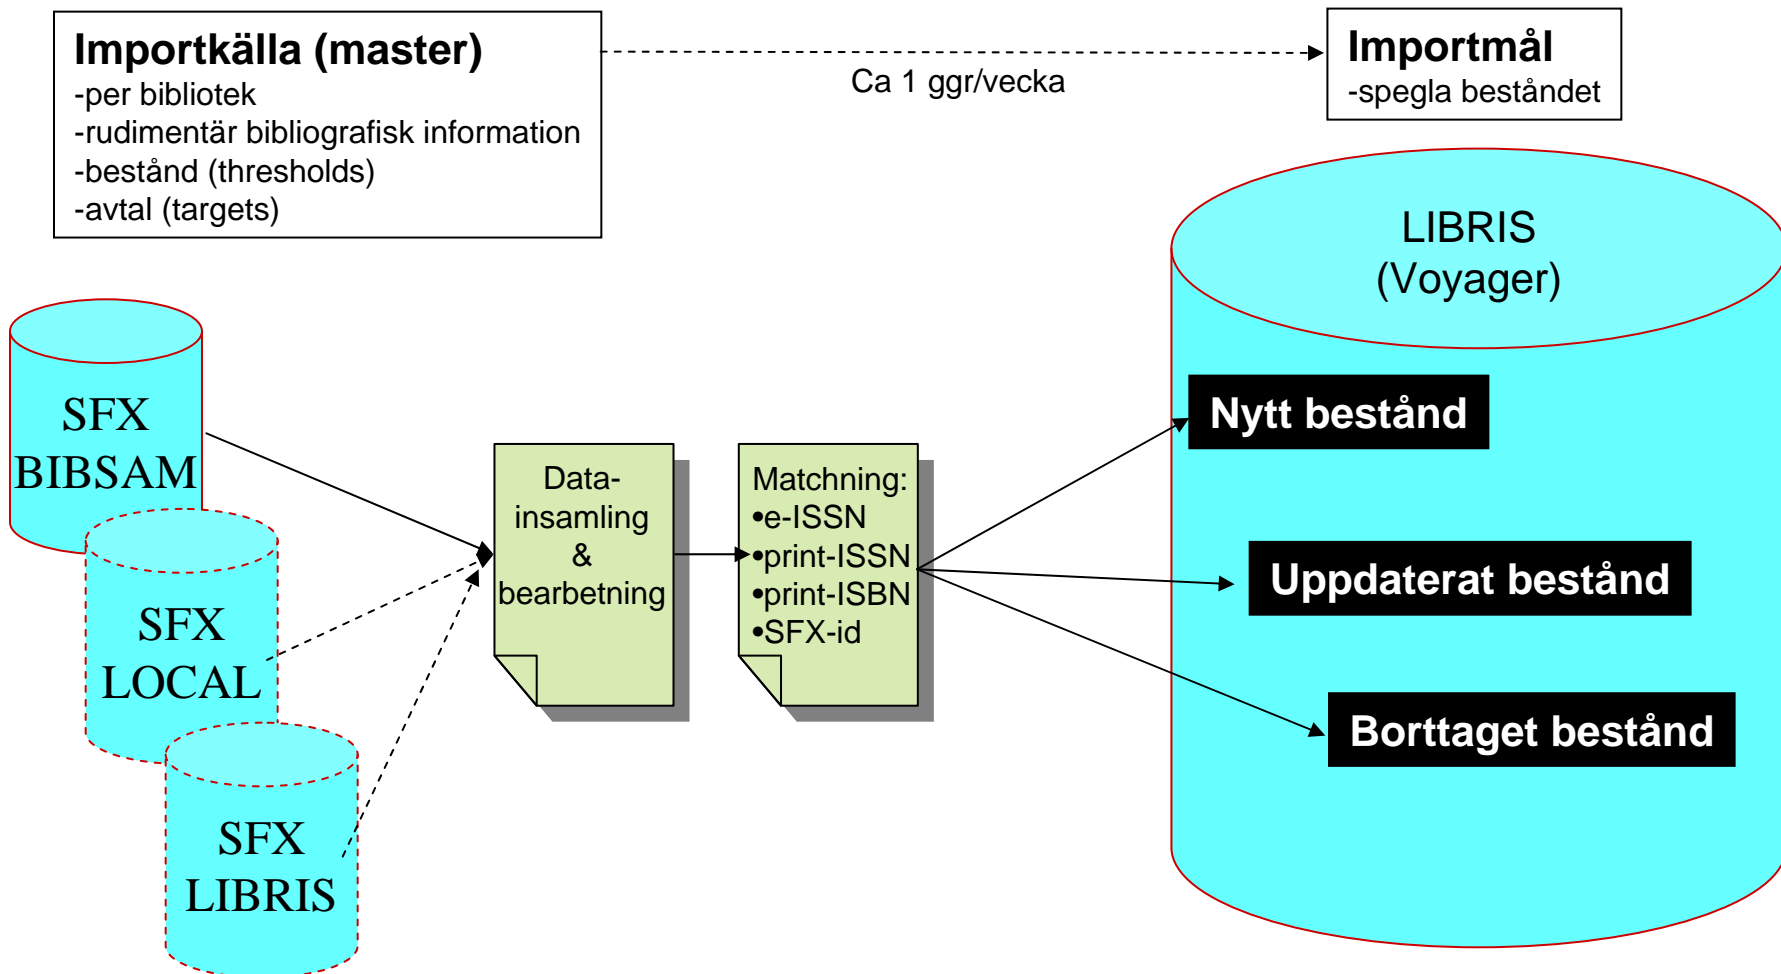 Importkälla (master)
-per bibliotek
-rudimentär bibliografisk information
-bestånd (thresholds)
-avtal (targets)
Ca 1 ggr/vecka
Importmål
-spegla beståndet
LIBRIS
(Voyager)
SFX
BIBSAM
SFX
LOCAL
SFX
LIBRIS
Data-
insamling
&
bearbetning
Matchning:
•e-ISSN
•print-ISSN
•print-ISBN
•SFX-id
Nytt bestånd
Uppdaterat bestånd
Borttaget bestånd